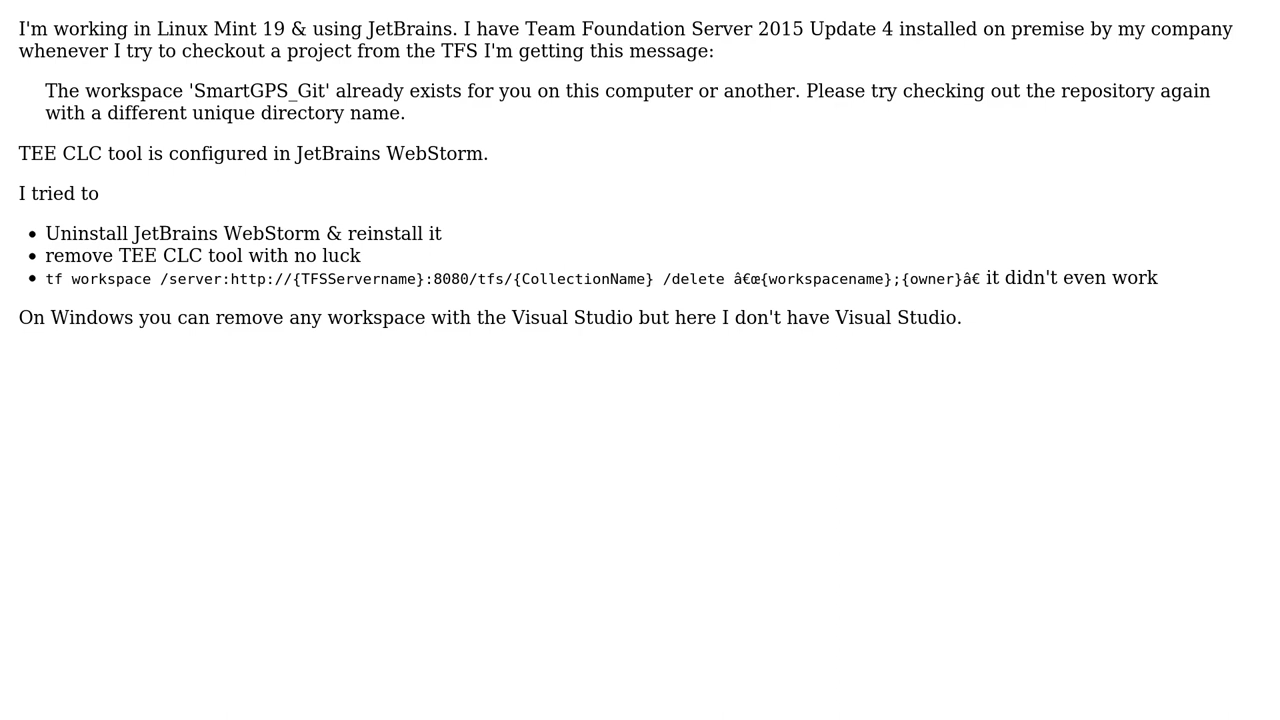 I'm working in Linux Mint 19 & using JetBrains. I have Team Foundation Server 2015 Update 4 installed on premise by my company
whenever I try to checkout a project from the TFS I'm getting this message:
The workspace 'SmartGPS_Git' already exists for you on this computer or another. Please try checking out the repository again
with a different unique directory name.
TEE CLC tool is configured in JetBrains WebStorm.
I tried to
• Uninstall JetBrains WebStorm & reinstall it
• remove TEE CLC tool with no luck
• tf workspace /server:http://{TFSServername}:8080/tfs/{CollectionName} /delete â€œ{workspacename};{owner}â€ it didn't even work
On Windows you can remove any workspace with the Visual Studio but here I don't have Visual Studio.